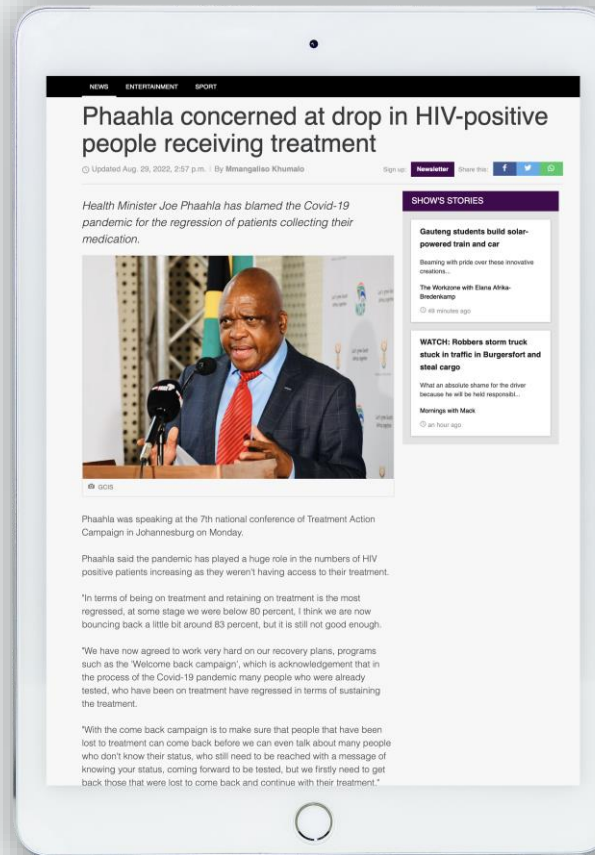 NEWS ENTERTAINMENT SPORT
Phaahla concerned at drop in HIV-positive
people receiving treatment
Updated Aug. 29, 2022, 2:57 p.m. | By Mmangaliso Khumalo
Sign up: Newsletter Share this:
Health Minister Joe Phaahla has blamed the Covid-19
pandemic for the regression of patients collecting their
medication.
GCIS
Phaahla was speaking at the 7th national conference of Treatment Action
Campaign in Johannesburg on Monday.
Phaahla said the pandemic has played a huge role in the numbers of HIV
positive patients increasing as they weren't having access to their treatment.
"In terms of being on treatment and retaining on treatment is the most
regressed, at some stage we were below 80 percent, I think we are now
bouncing back a little bit around 83 percent, but it is still not good enough.
"We have now agreed to work very hard on our recovery plans, programs
such as the 'Welcome back campaign', which is acknowledgement that in
the process of the Covid-19 pandemic many people who were already
tested, who have been on treatment have regressed in terms of sustaining
the treatment.
"With the come back campaign is to make sure that people that have been
lost to treatment can come back before we can even talk about many people
who don't know their status, who still need to be reached with a message of
knowing your status, coming forward to be tested, but we firstly need to get
back those that were lost to come back and continue with their treatment."
SHOW'S STORIES
Gauteng students build solar-
powered train and car
Beaming with pride over these innovative
creations...
The Workzone with Elana Afrika-
Bredenkamp
49 minutes ago
WATCH: Robbers storm truck
stuck in traffic in Burgersfort and
steal cargo
What an absolute shame for the driver
because he will be held responsibl...
Mornings with Mack
an hour ago